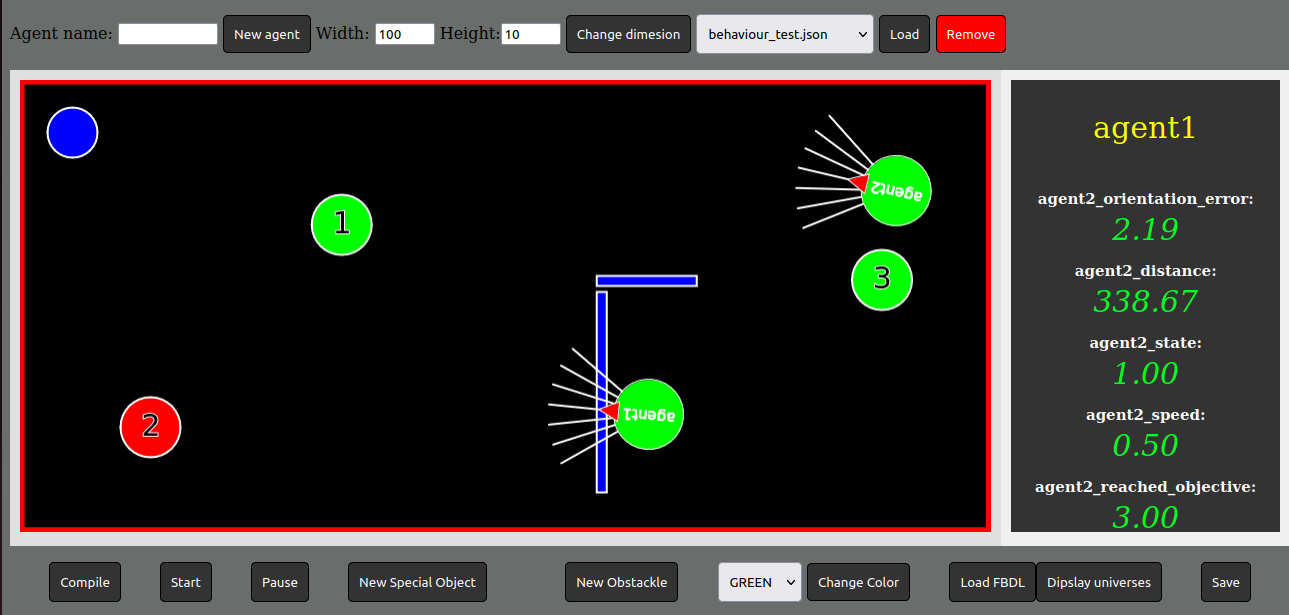 Agent name: New agent Width: 100 Height: 10 Change dimesion behaviour_test.json Load Remove
agent1
agent2_orientation_error:
2.19
agent2_distance:
338.67
agent2_state:
1.00
agent2_speed:
0.50
agent2_reached_objective:
3.00
agent2
1
3
agent1
2
Compile Start Pause New Special Object New Obstackle GREEN Change Color Load FBDL Dipslay universes Save